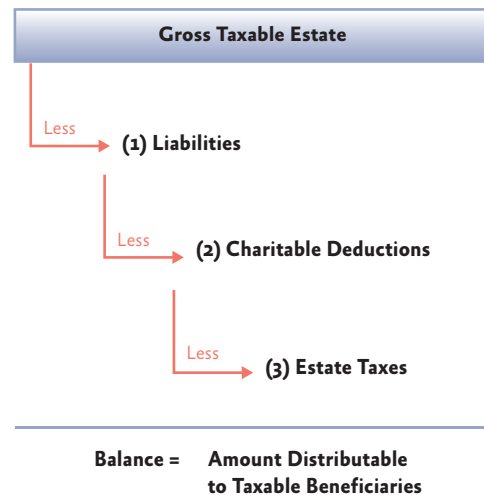 Gross Taxable Estate
Less
(1) Liabilities
Less
(2) Charitable Deductions
Less
(3) Estate Taxes
Balance = Amount Distributable
to Taxable Beneficiaries